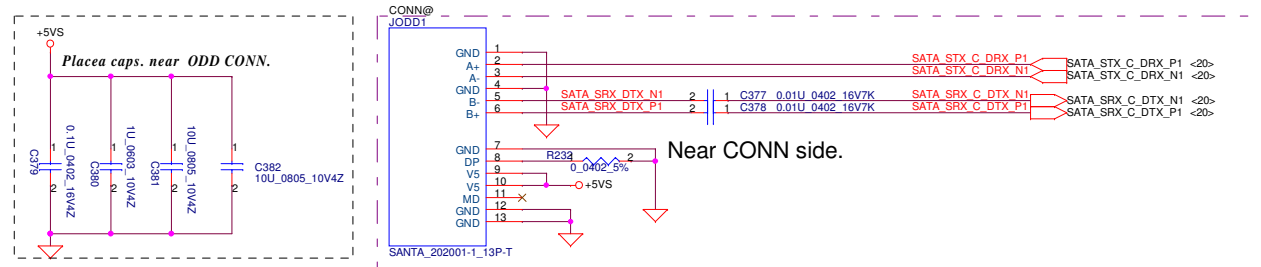 +5VS
Placea caps. near ODD CONN.
1
2
C379
0.1U_0402_16V4Z
1
2
C380
1U_0603_10V4Z
1
2
C381
10U_0805_10V4Z
1
2
C382
10U_0805_10V4Z
CONN@
JODD1
GND 1
A+ 2
A- 3
GND 4
B- 5
B+ 6
GND 7
DP 8
V5 9
V5 10
MD 11
GND 12
GND 13
SANTA_202001-1_13P-T
SATA_STX_C_DRX_P1 SATA_STX_C_DRX_P1 <20>
SATA_STX_C_DRX_N1 SATA_STX_C_DRX_N1 <20>
SATA_SRX_DTX_N1 2 1 C377 0.01U_0402_16V7K SATA_SRX_C_DTX_N1 SATA_SRX_C_DTX_N1 <20>
SATA_SRX_DTX_P1 2 1 C378 0.01U_0402_16V7K SATA_SRX_C_DTX_P1 SATA_SRX_C_DTX_P1 <20>
Near CONN side.
R232 1 2
0_0402_5%
+5VS